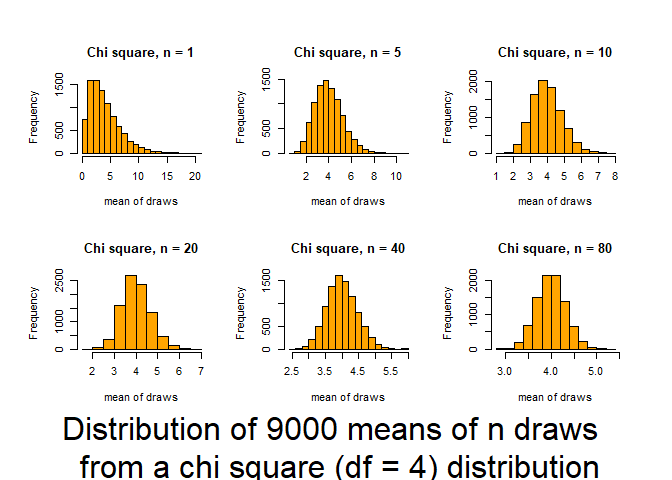 Chi square, n = 1
Frequency
500
1500
0
0
5
10
15
20
mean of draws
Chi square, n = 5
Frequency
0
500
1500
2
4
6
8
10
mean of draws
Chi square, n = 10
Frequency
0
1000
2000
1
2
3
4
5
6
7
8
mean of draws
Chi square, n = 20
Frequency
0
1000
2500
2
3
4
5
6
7
mean of draws
Chi square, n = 40
Frequency
0
500
1500
2.5
3.5
4.5
5.5
mean of draws
Chi square, n = 80
Frequency
0
1000
2000
3.0
4.0
5.0
mean of draws
Distribution of 9000 means of n draws
from a chi square (df = 4) distribution